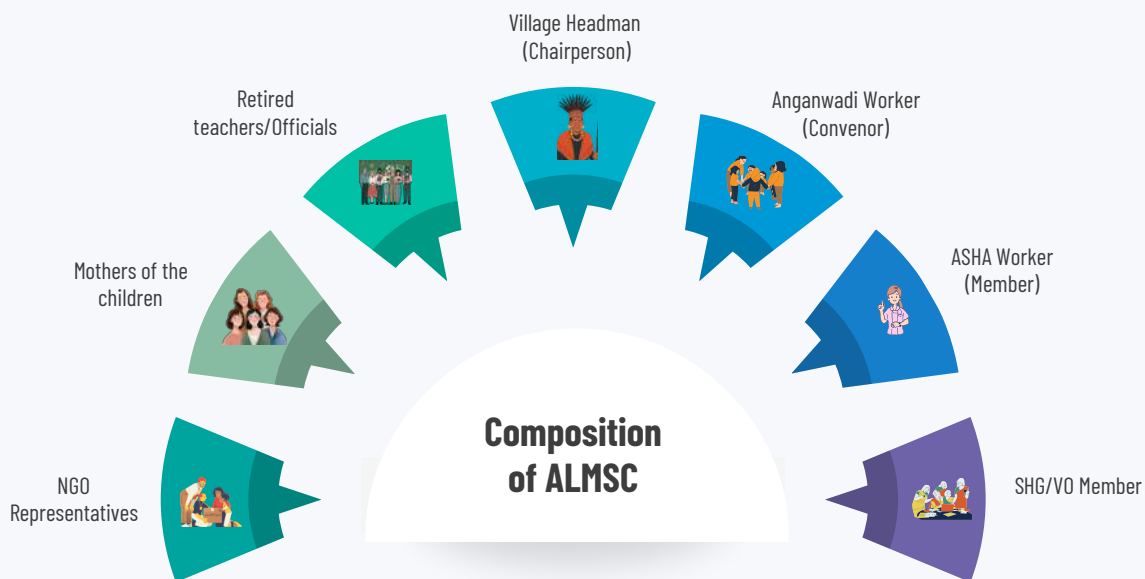 Village Headman
(Chairperson)
Retired
teachers/Officials
Anganwadi Worker
(Convenor)
Mothers of the
children
ASHA Worker
(Member)
Composition
of ALMSC
NGO
Representatives
SHG/VO Member